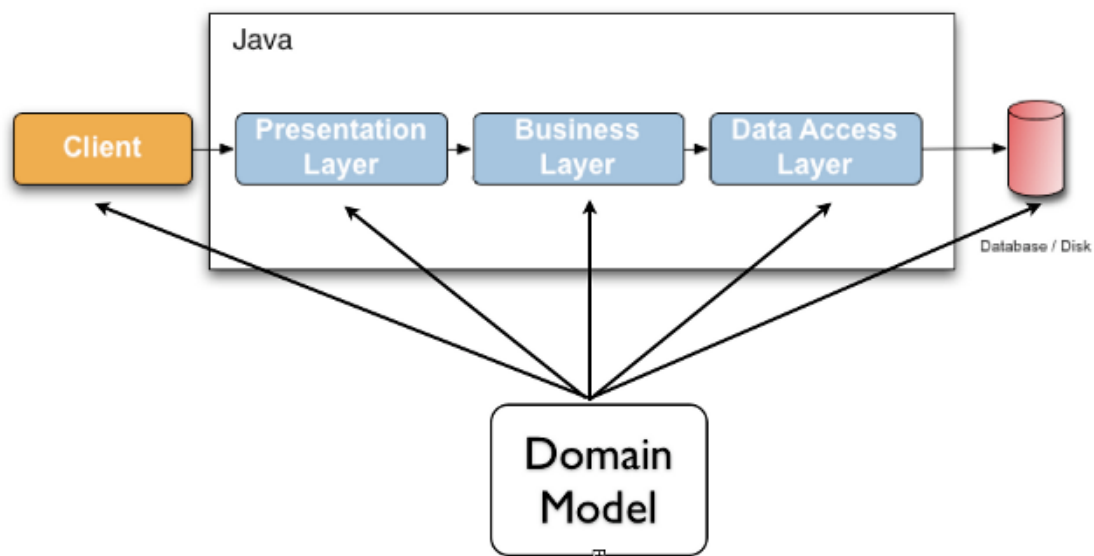 Java
Client
Presentation
Layer
Business
Layer
Data Access
Layer
Database / Disk
Domain
Model